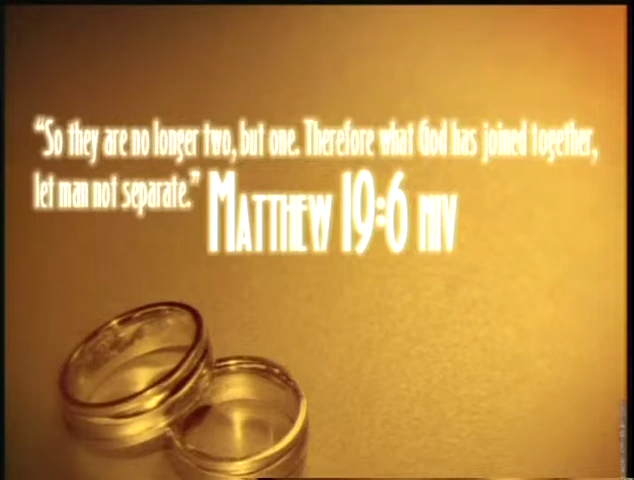 “So they are no longer two, but one. Therefore what God has joined together,
let man not separate.” Matthew 19:6 NIV